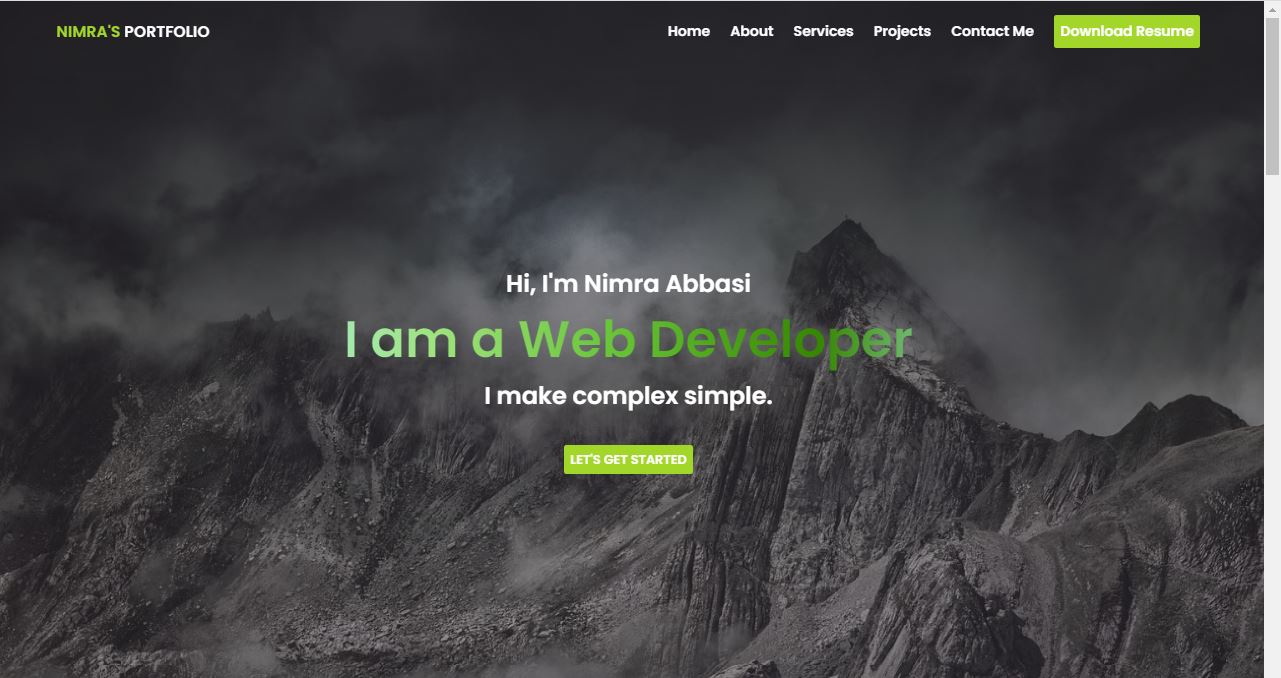 NIMRA'S PORTFOLIO
Home About Services Projects Contact Me Download Resume
Hi, I'm Nimra Abbasi
I am a Web Developer
I make complex simple.
LET'S GET STARTED